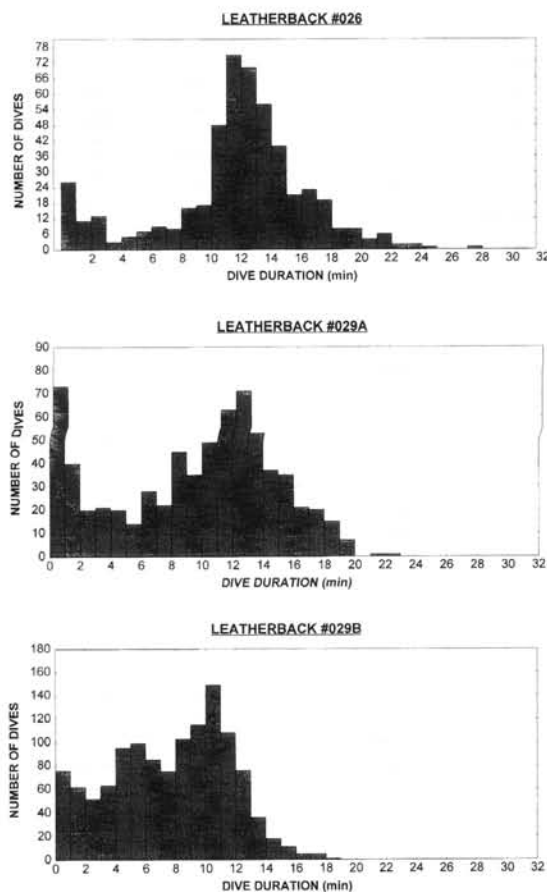 LEATHERBACK #026
NUMBER OF DIVES
78
72
66
60
54
48
42
36
30
24
18
12
6
0
2 4 6 8 10 12 14 16 18 20 22 24 26 28 30 32
DIVE DURATION (min)
LEATHERBACK #029A
NUMBER OF DIVES
90
80
70
60
50
40
30
20
10
0
0 2 4 6 8 10 12 14 16 18 20 22 24 26 28 30 32
DIVE DURATION (min)
LEATHERBACK #029B
NUMBER OF DIVES
180
160
140
120
100
80
60
40
20
0
0 2 4 6 8 10 12 14 16 18 20 22 24 26 28 30 32
DIVE DURATION (min)